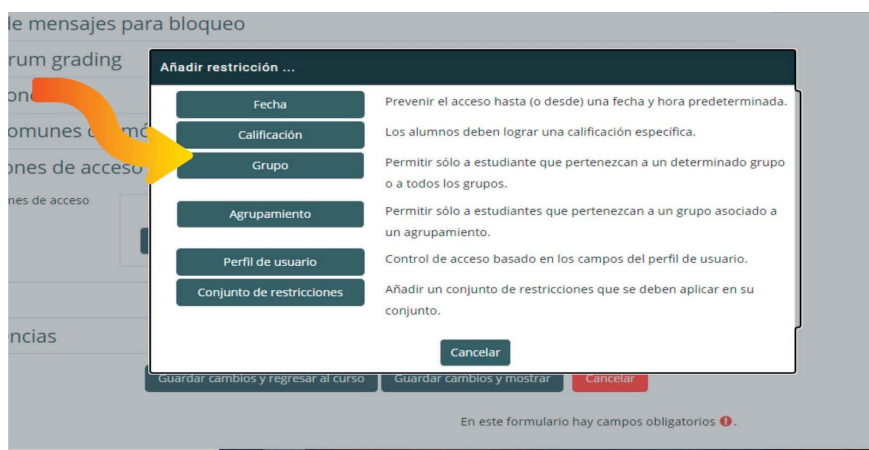 de mensajes para bloqueo
rum grading
Añadir restricción ...
Fecha
Prevenir el acceso hasta (o desde) una fecha y hora predeterminada.
Calificación
Los alumnos deben lograr una calificación específica.
Grupo
Permitir sólo a estudiante que pertenezcan a un determinado grupo
o a todos los grupos.
ones de acceso
nes de acceso
Agrupamiento
Permitir sólo a estudiantes que pertenezcan a un grupo asociado a
un agrupamiento.
Perfil de usuario
Control de acceso basado en los campos del perfil de usuario.
Conjunto de restricciones
Añadir un conjunto de restricciones que se deben aplicar en su
conjunto.
encias
Cancelar
Guardar cambios y regresar al curso
Guardar cambios y mostrar
Cancelar
En este formulario hay campos obligatorios